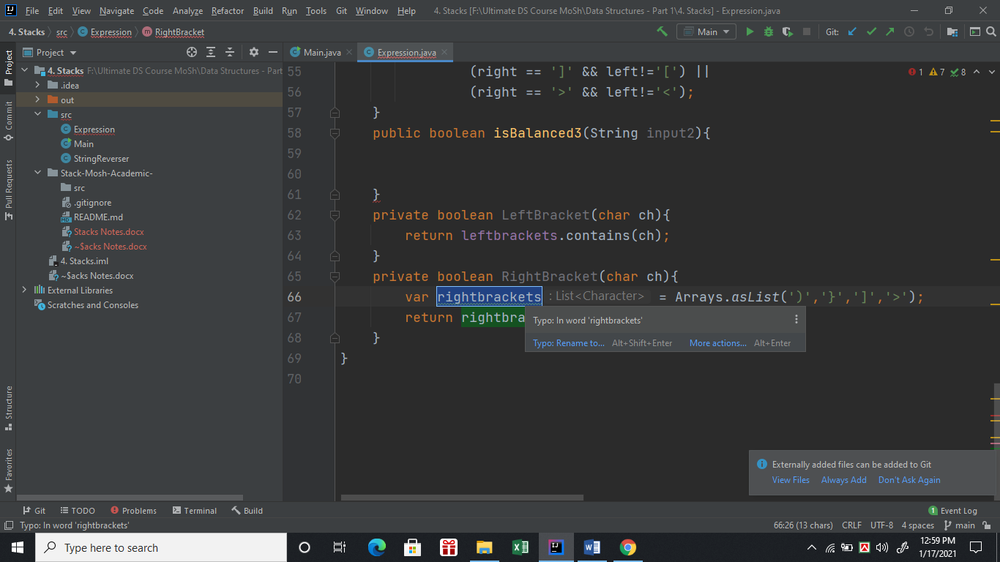 File Edit View Navigate Code Analyze Refactor Build Run Tools Git Window Help 4. Stacks [F:\Ultimate DS Course MoSh\Data Structures - Part 1\4. Stacks] - Expression.java
4. Stacks src Expression RightBracket Main Git:
Project
Main.java Expression.java
4. Stacks F:\Ultimate DS Course MoSh\Data Structures - Part
.idea
out
src
Expression
Main
StringReverser
Stack-Mosh-Academic-
src
.gitignore
README.md
Stacks Notes.docx
~$acks Notes.docx
4. Stacks.iml
~$acks Notes.docx
External Libraries
Scratches and Consoles
Project
Commit
Pull Requests
Structure
Favorites
1 7 8
55 (right == ']' && left!='[') ||
56 (right == '>' && left!='<');
57 }
58 public boolean isBalanced3(String input2){
59
60
61 }
62 private boolean LeftBracket(char ch){
63 return leftbrackets.contains(ch);
64 }
65 private boolean RightBracket(char ch){
66 var rightbrackets : List<Character> = Arrays.asList(')','}',']','>');
67 return rightbra
68 }
69 }
70
Typo: In word 'rightbrackets'
Typo: Rename to... Alt+Shift+Enter More actions... Alt+Enter
Externally added files can be added to Git
View Files Always Add Don't Ask Again
Git TODO Problems Terminal Build 1 Event Log
Typo: In word 'rightbrackets' 66:26 (13 chars) CRLF UTF-8 4 spaces main
Type here to search
12:59 PM
1/17/2021